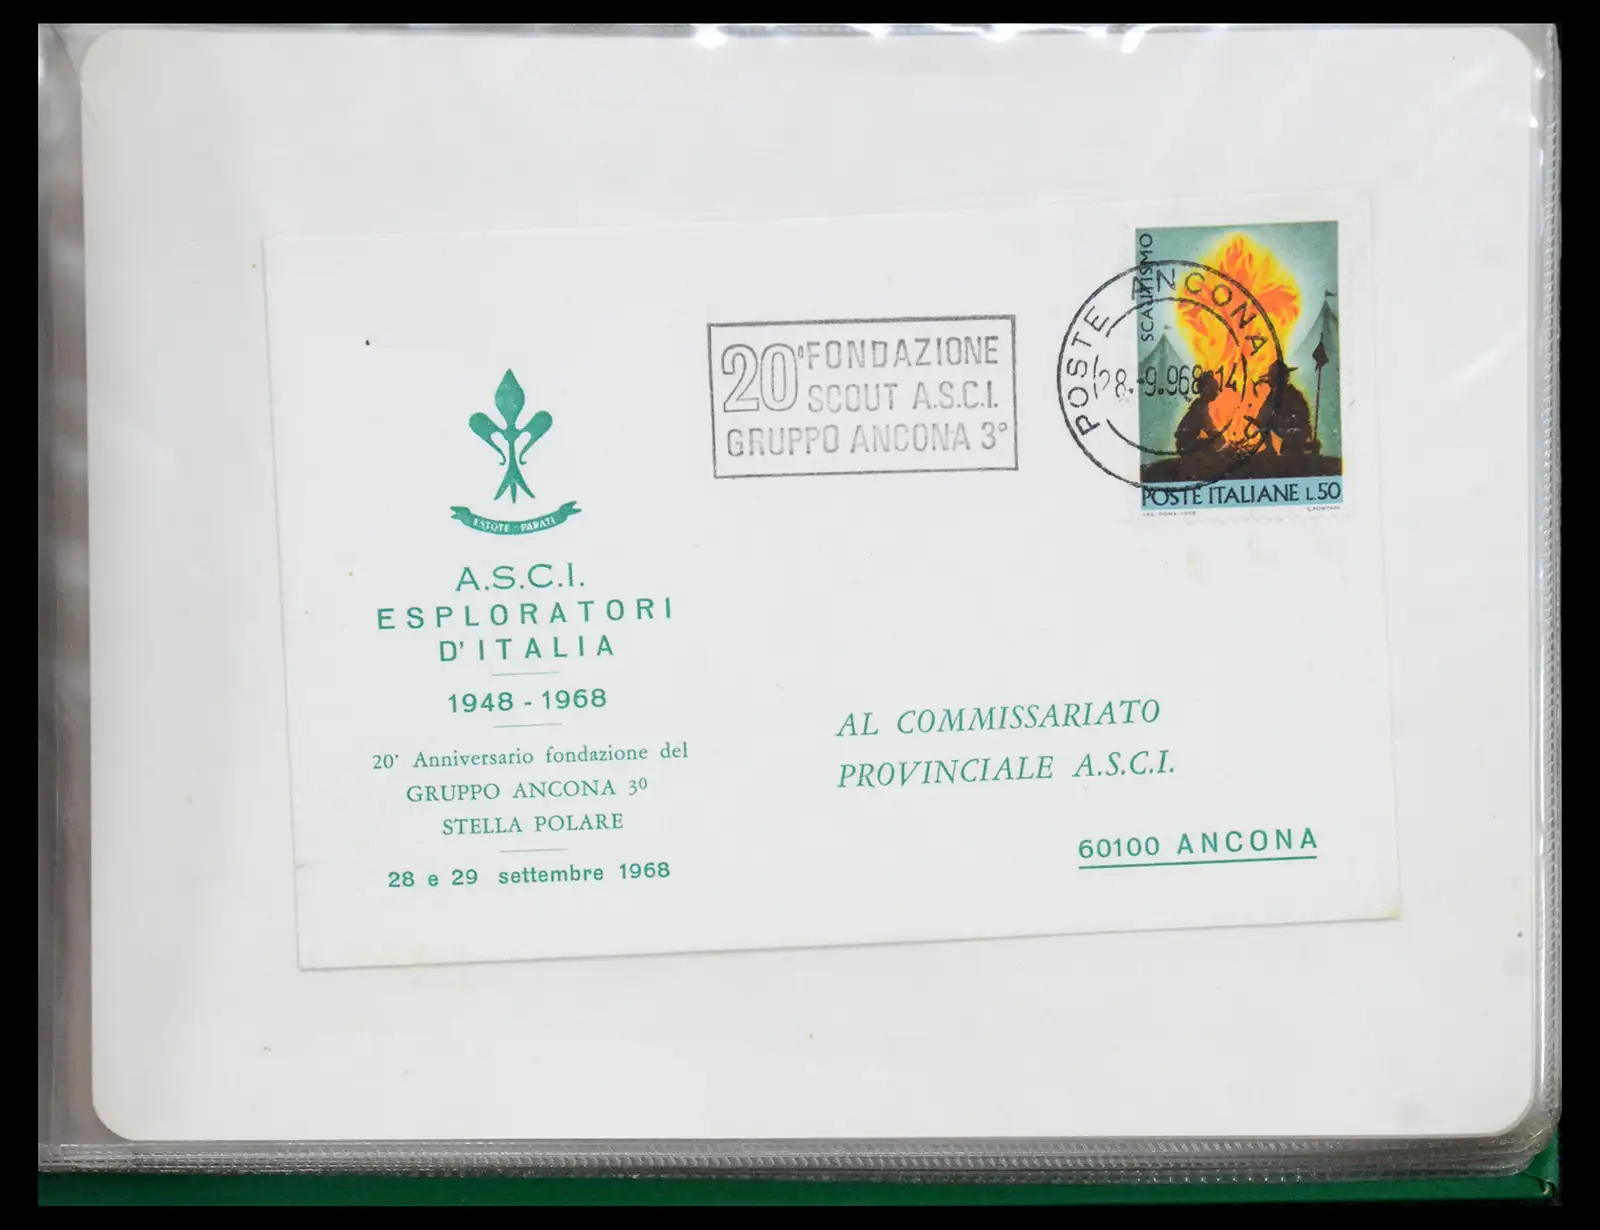 20° FONDAZIONE
SCOUT A.S.C.I.
GRUPPO ANCONA 3°
POSTE ANCONA
28.-9.968-14
SCAUTISMO
POSTE ITALIANE L.50
ESTOTE - PARATI
A.S.C.I.
ESPLORATORI
D'ITALIA
1948 - 1968
20° Anniversario fondazione del
GRUPPO ANCONA 3º
STELLA POLARE
28 e 29 settembre 1968
AL COMMISSARIATO
PROVINCIALE A.S.C.I.
60100 ANCONA